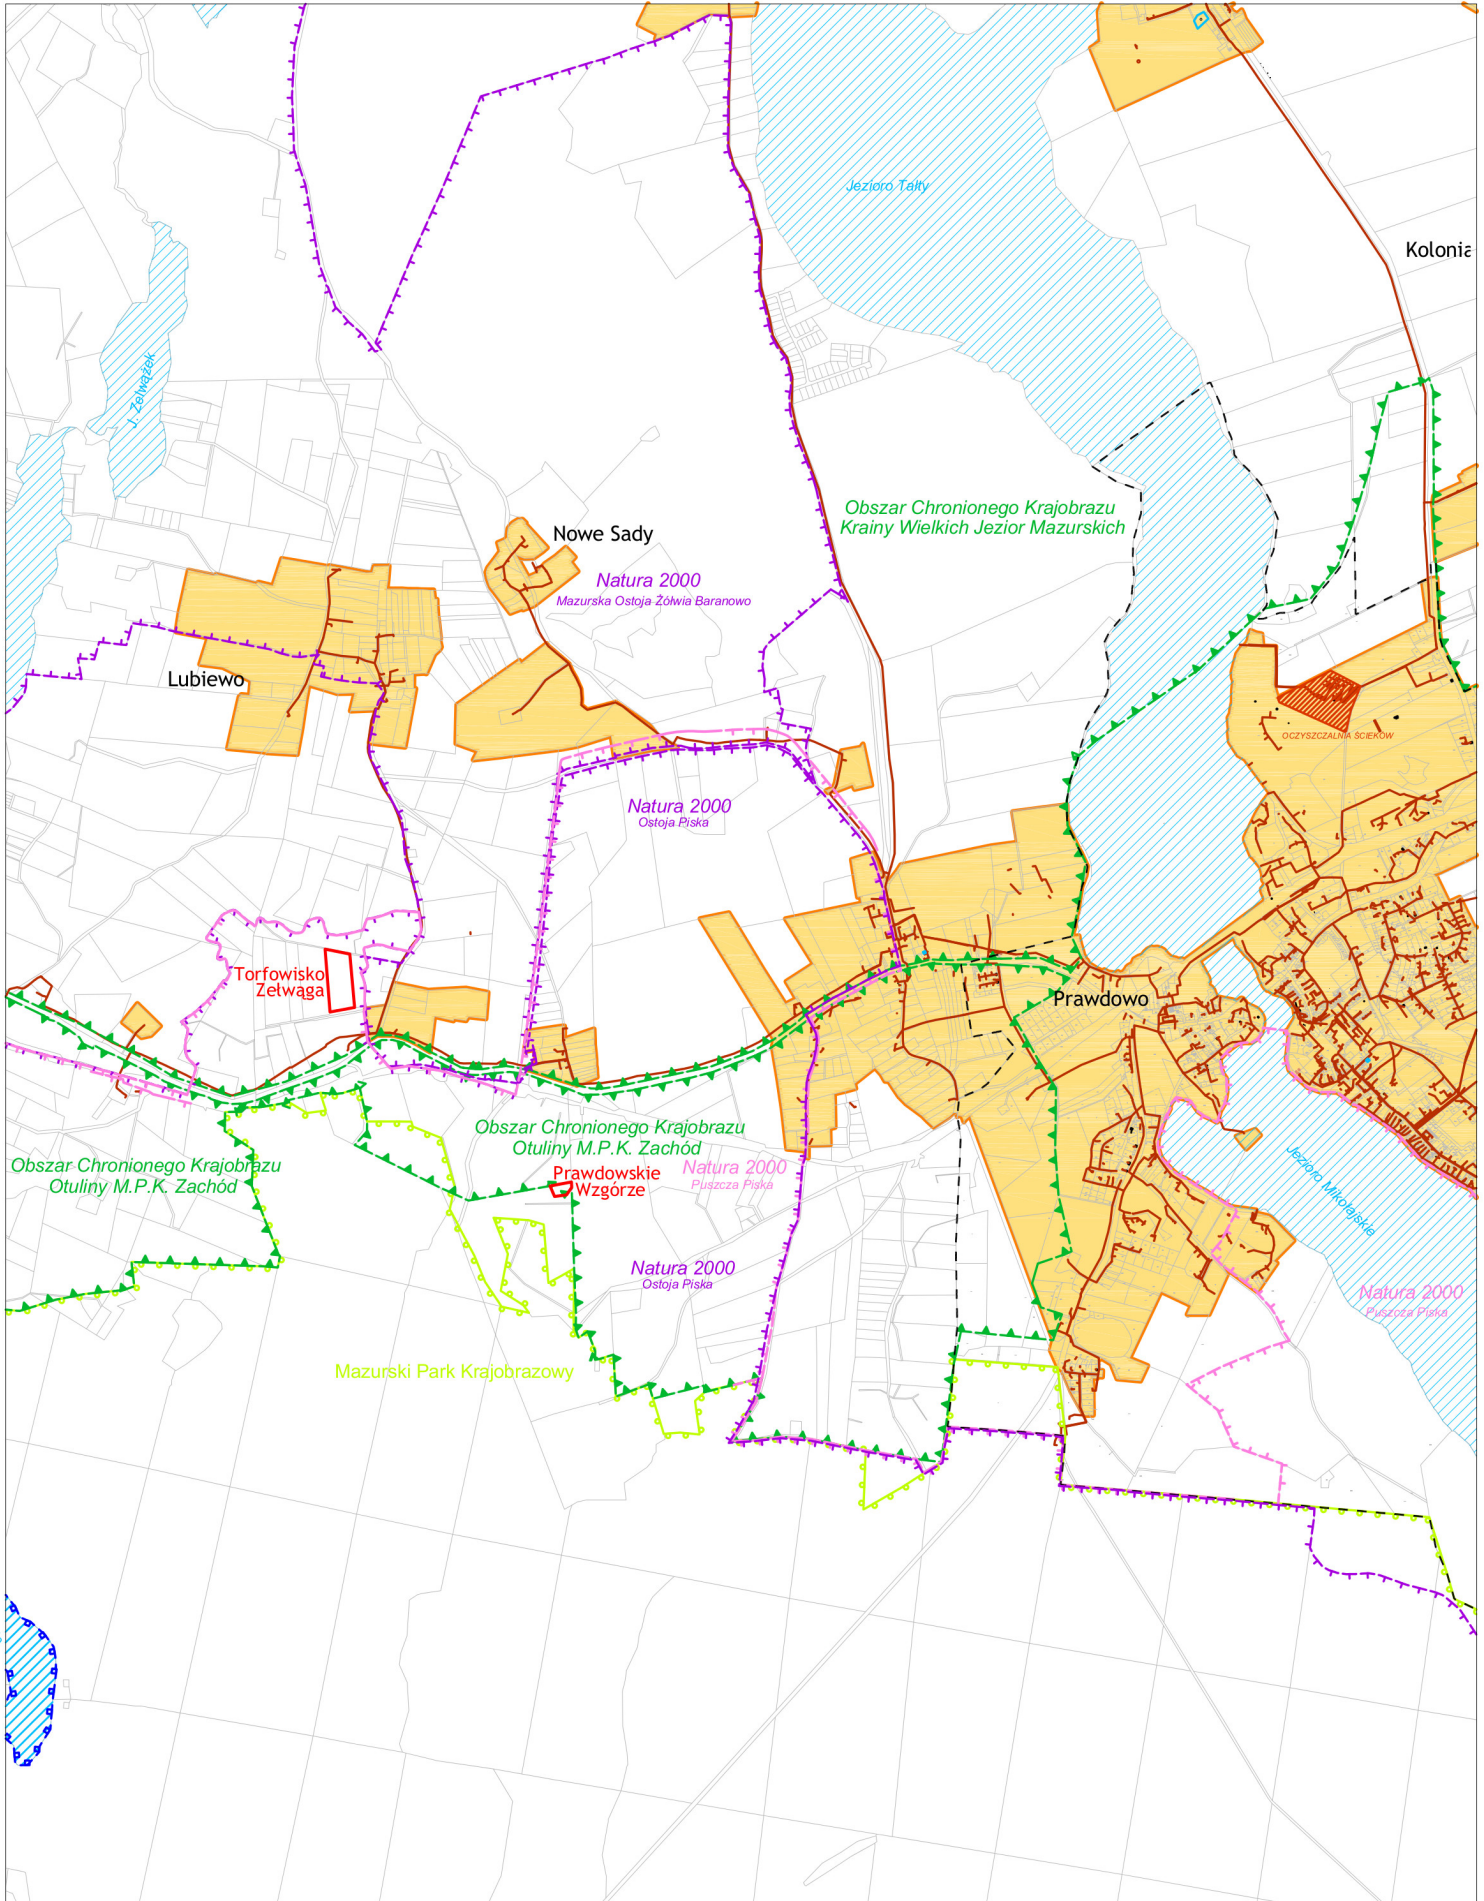 Jezioro Tałty
Kolonia
J. Zełwążek
Obszar Chronionego Krajobrazu
Krainy Wielkich Jezior Mazurskich
Nowe Sady
Natura 2000
Mazurska Ostoja Żółwia Baranowo
Lubiewo
OCZYSZCZALNIA ŚCIEKÓW
Natura 2000
Ostoja Piska
Torfowisko
Zełwąga
Prawdowo
Obszar Chronionego Krajobrazu
Otuliny M.P.K. Zachód
Obszar Chronionego Krajobrazu
Otuliny M.P.K. Zachód
Prawdowskie
Wzgórze
Natura 2000
Puszcza Piska
Jezioro Mikołajskie
Natura 2000
Ostoja Piska
Natura 2000
Puszcza Piska
Mazurski Park Krajobrazowy